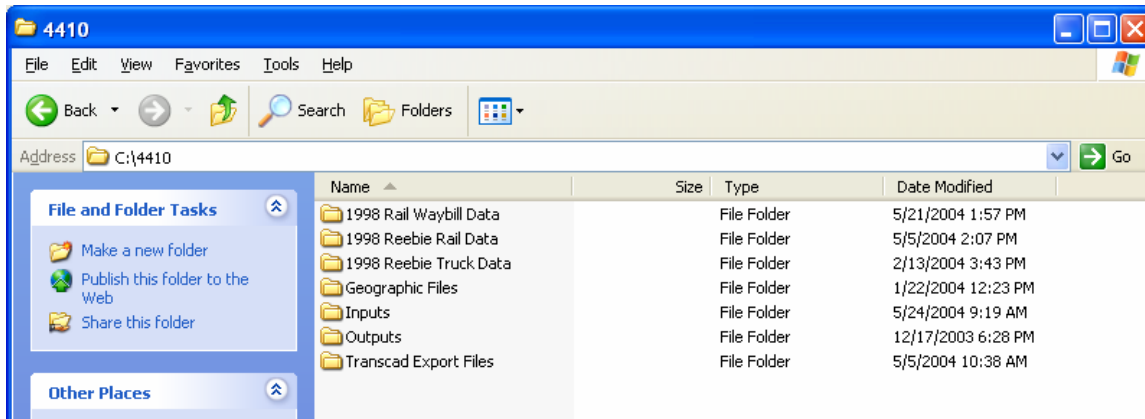 4410
File Edit View Favorites Tools Help
Back Search Folders
Address C:\4410 Go
File and Folder Tasks
Make a new folder
Publish this folder to the
Web
Share this folder
Other Places
Name Size Type Date Modified
1998 Rail Waybill Data File Folder 5/21/2004 1:57 PM
1998 Reebie Rail Data File Folder 5/5/2004 2:07 PM
1998 Reebie Truck Data File Folder 2/13/2004 3:43 PM
Geographic Files File Folder 1/22/2004 12:23 PM
Inputs File Folder 5/24/2004 9:19 AM
Outputs File Folder 12/17/2003 6:28 PM
Transcad Export Files File Folder 5/5/2004 10:38 AM